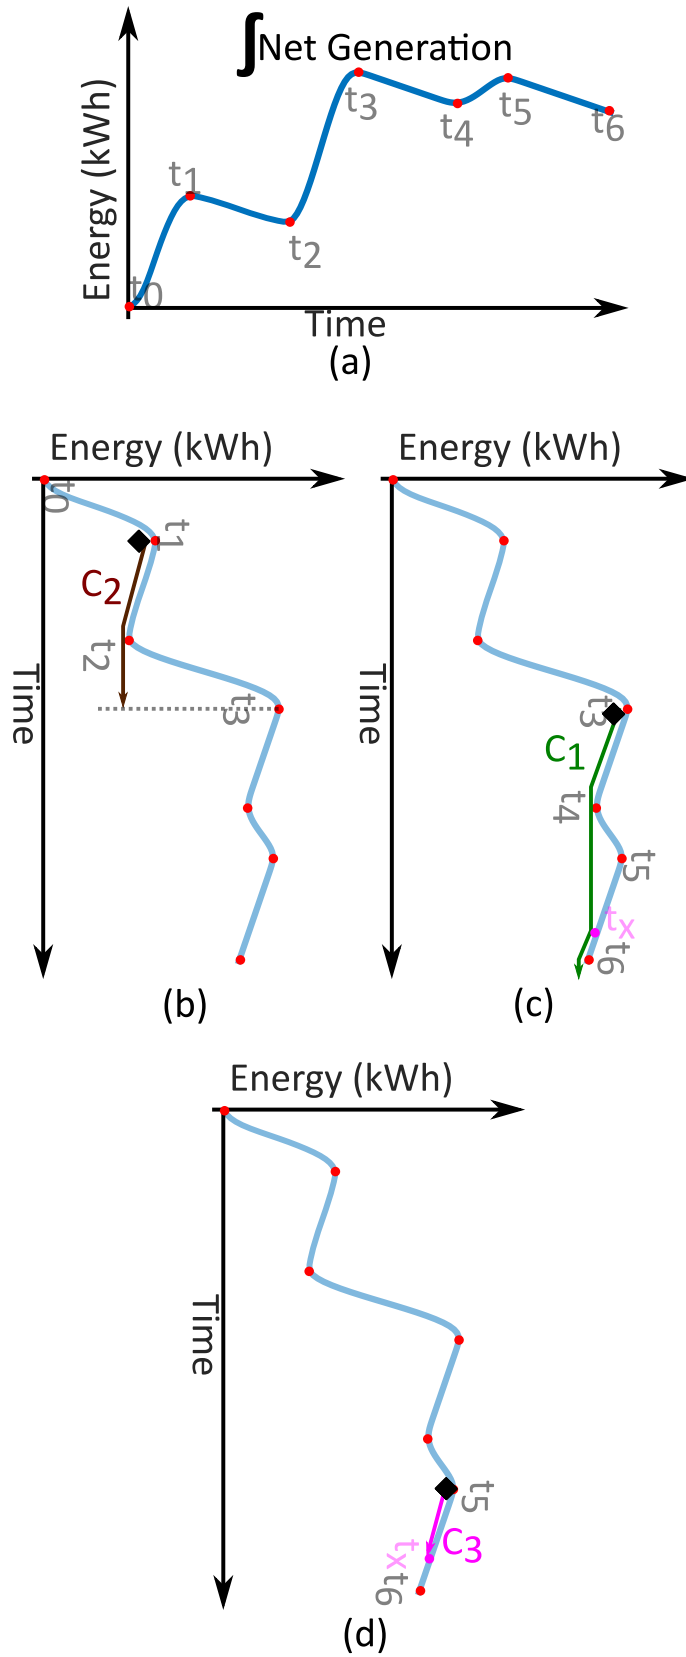 ∫Net Generation
Energy (kWh)
t0
t1
t2
t3
t4
t5
t6
Time
(a)
Energy (kWh)
t0
t1
C2
t2
t3
Time
(b)
Energy (kWh)
t3
C1
t4
t5
tx
t6
Time
(c)
Energy (kWh)
Time
t5
C3
tx
t6
(d)